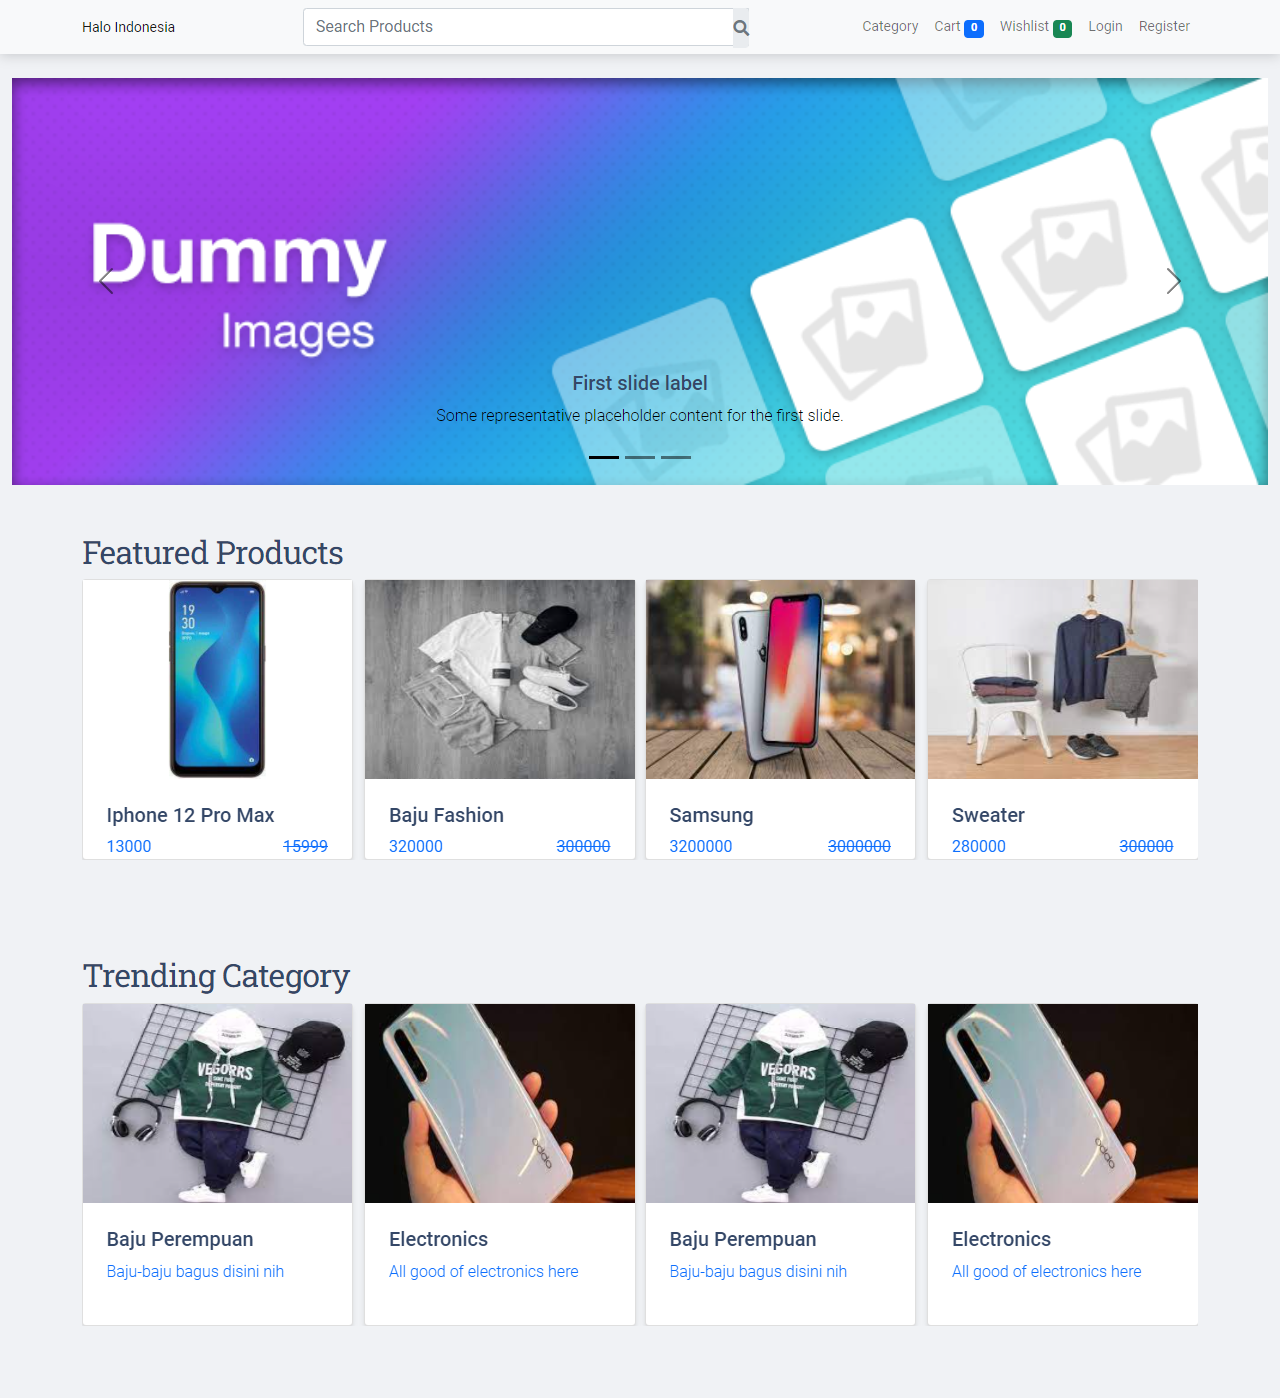 Halo Indonesia
Search Products
Category Cart 0 Wishlist 0 Login Register
Dummy
Images
First slide label
Some representative placeholder content for the first slide.
Featured Products
19
30
Iphone 12 Pro Max
13000 15999
Baju Fashion
320000 300000
Samsung
3200000 3000000
Sweater
280000 300000
Trending Category
VEGORRS
oppo
VEGORRS
oppo
Baju Perempuan
Baju-baju bagus disini nih
Electronics
All good of electronics here
Baju Perempuan
Baju-baju bagus disini nih
Electronics
All good of electronics here